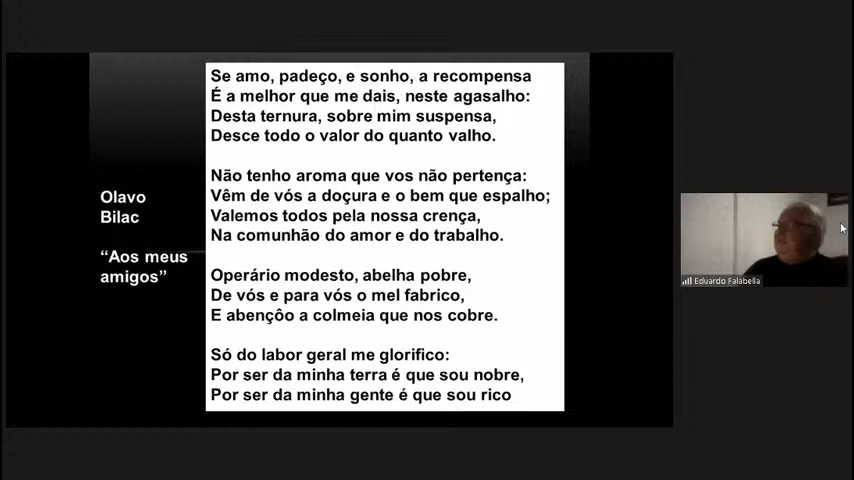 Olavo
Bilac
“Aos meus
amigos”
Se amo, padeço, e sonho, a recompensa
É a melhor que me dais, neste agasalho:
Desta ternura, sobre mim suspensa,
Desce todo o valor do quanto valho.
Não tenho aroma que vos não pertença:
Vêm de vós a doçura e o bem que espalho;
Valemos todos pela nossa crença,
Na comunhão do amor e do trabalho.
Operário modesto, abelha pobre,
De vós e para vós o mel fabrico,
E abençôo a colmeia que nos cobre.
Só do labor geral me glorifico:
Por ser da minha terra é que sou nobre,
Por ser da minha gente é que sou rico
Eduardo Falabella